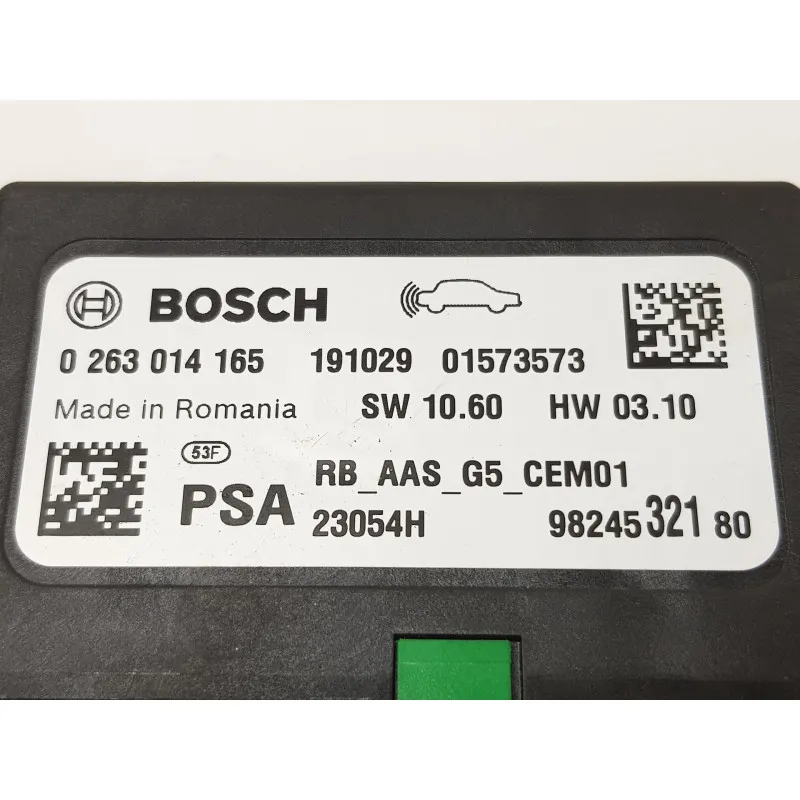 BOSCH
0 263 014 165 191029 01573573
Made in Romania SW 10.60 HW 03.10
53F
PSA RB_AAS_G5_CEM01
23054H 98245 321 80